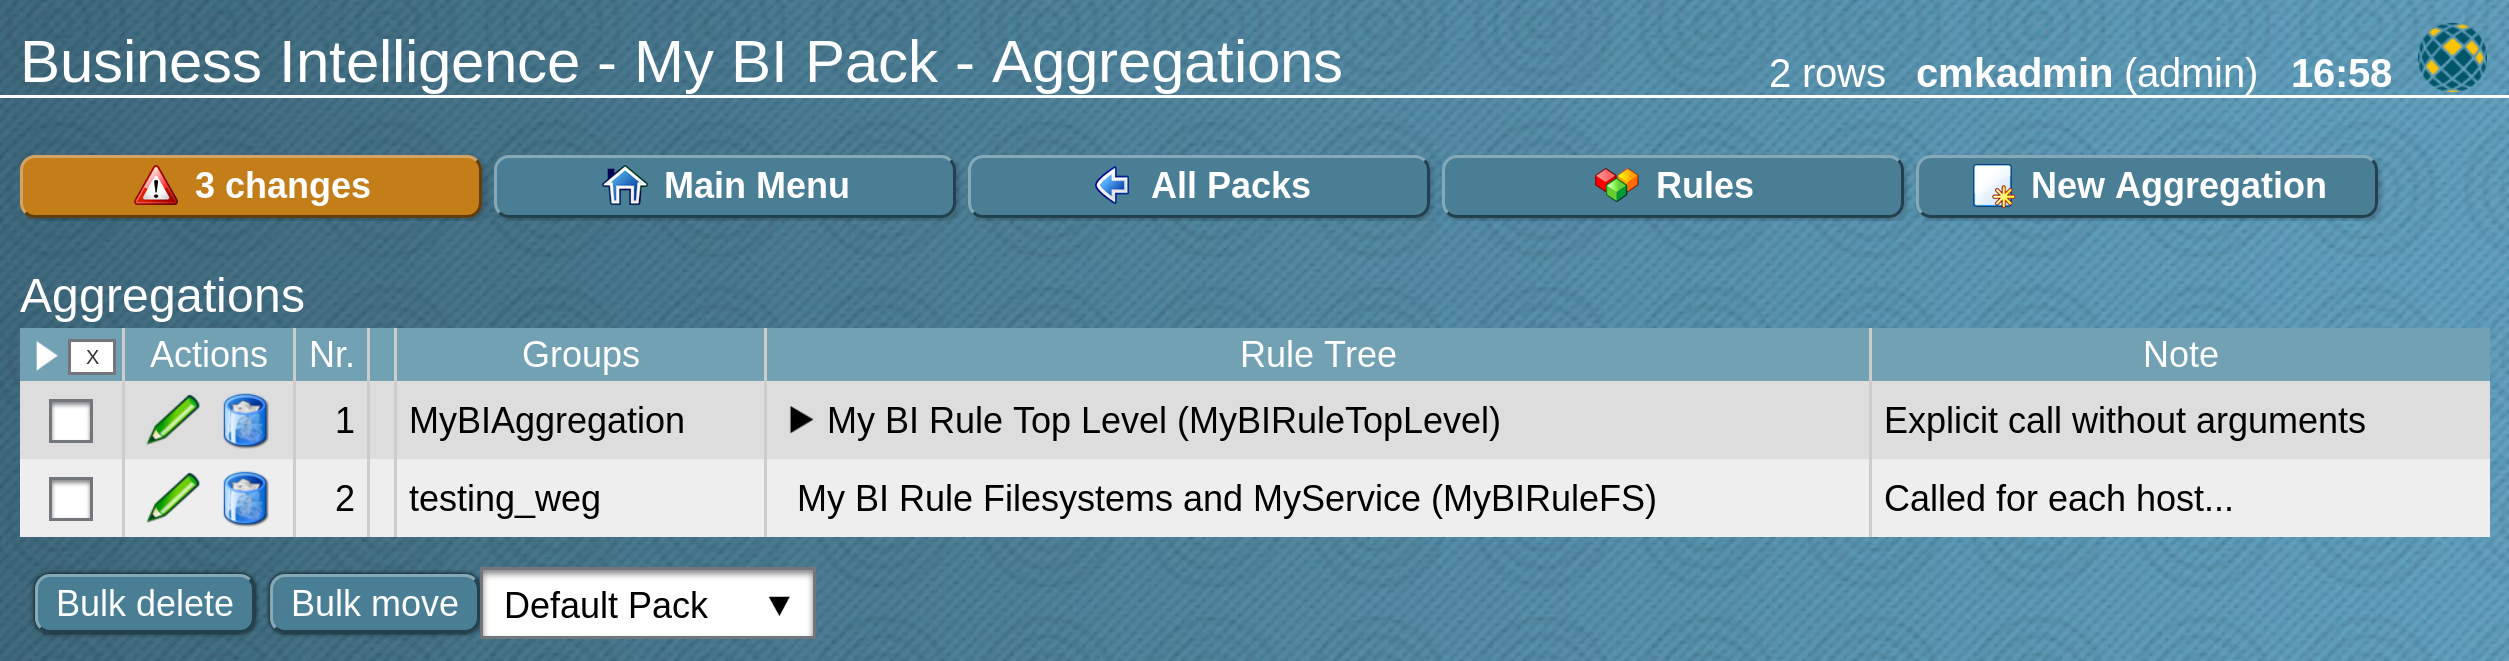 Business Intelligence - My BI Pack - Aggregations
2 rows cmkadmin (admin) 16:58
3 changes Main Menu All Packs Rules New Aggregation
Aggregations
X Actions Nr. Groups Rule Tree Note
1 MyBIAggregation My BI Rule Top Level (MyBIRuleTopLevel) Explicit call without arguments
2 testing_weg My BI Rule Filesystems and MyService (MyBIRuleFS) Called for each host...
Bulk delete Bulk move Default Pack